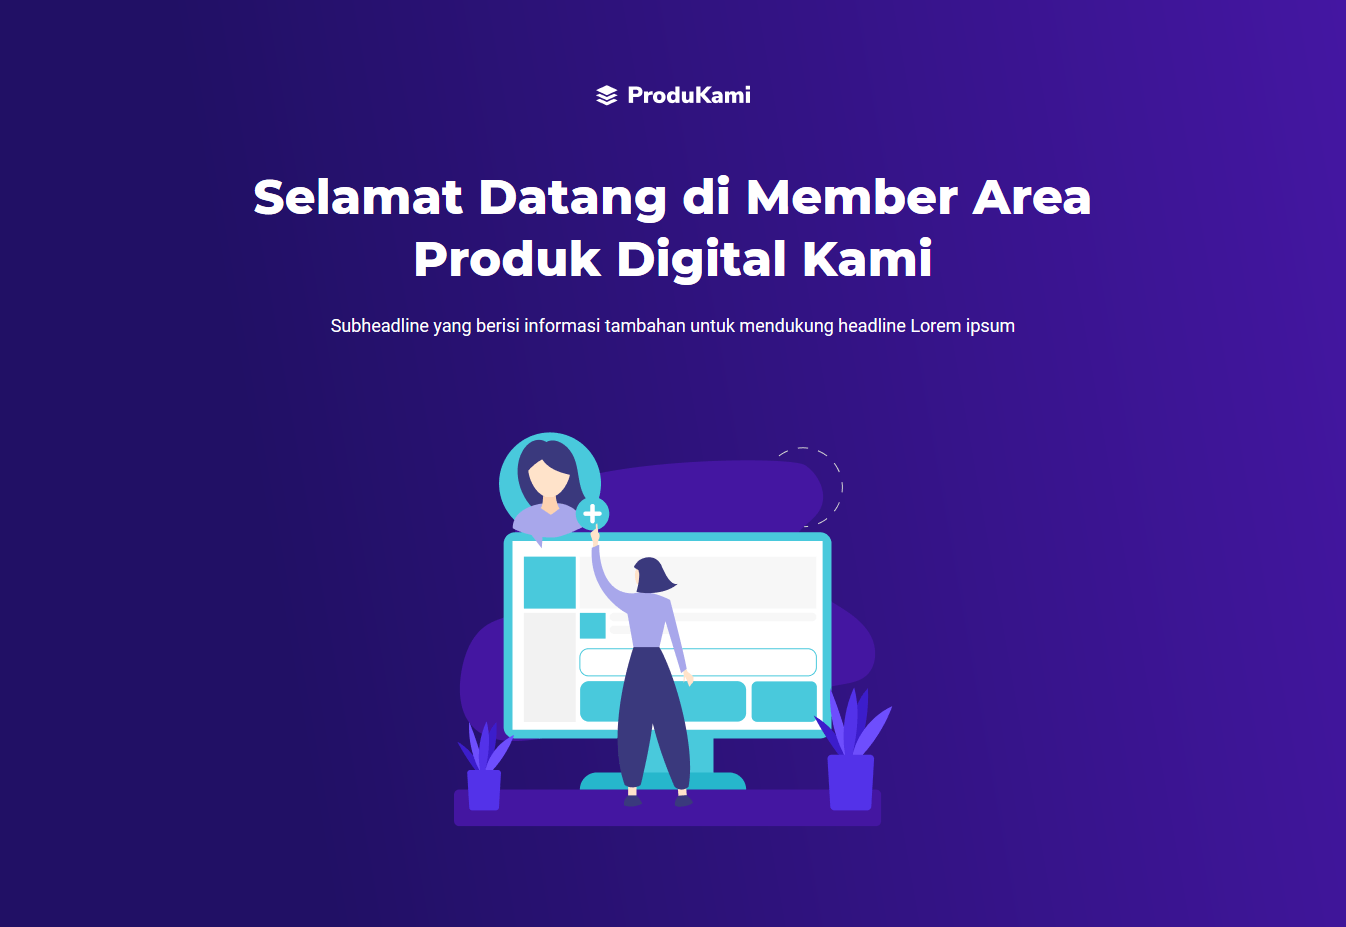 ProduKami
Selamat Datang di Member Area
Produk Digital Kami
Subheadline yang berisi informasi tambahan untuk mendukung headline Lorem ipsum